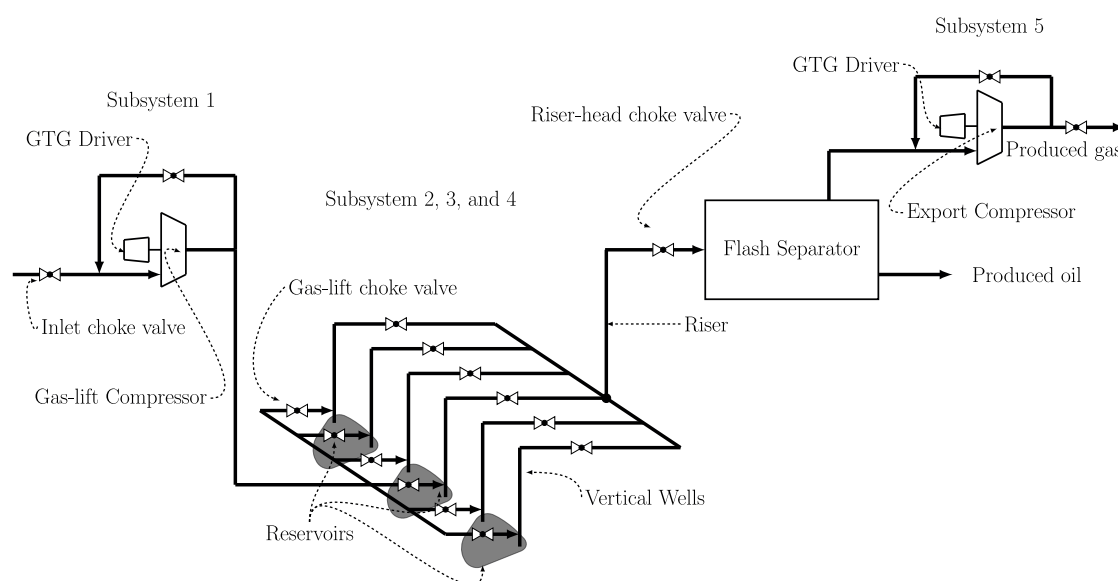 Subsystem 5
GTG Driver
Subsystem 1
Riser-head choke valve
GTG Driver
Produced gas
Subsystem 2, 3, and 4
Export Compressor
Flash Separator
Produced oil
Gas-lift choke valve
Inlet choke valve
Riser
Gas-lift Compressor
Vertical Wells
Reservoirs